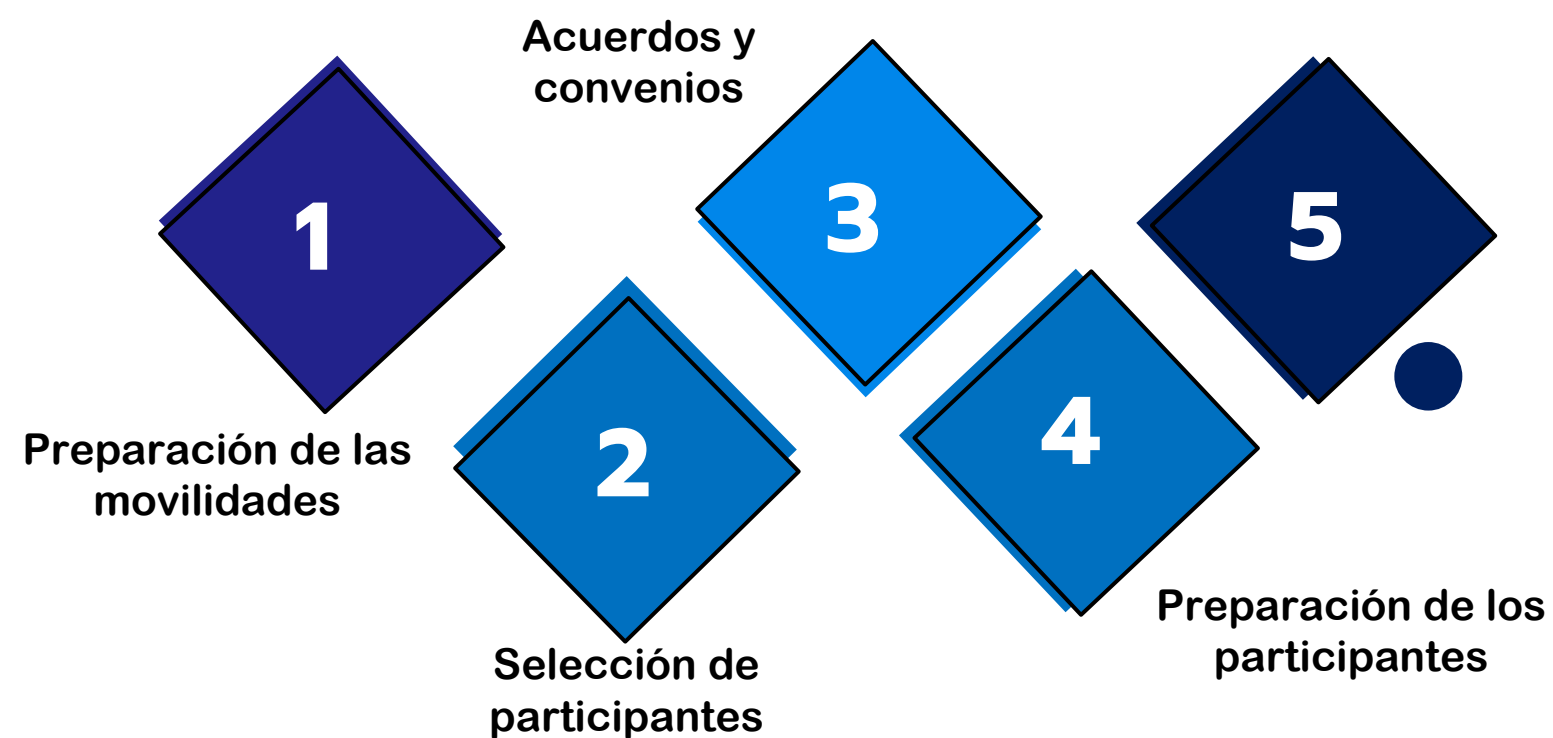 1
Preparación de las
movilidades
2
Selección de
participantes
Acuerdos y
convenios
3
4
Preparación de los
participantes
5